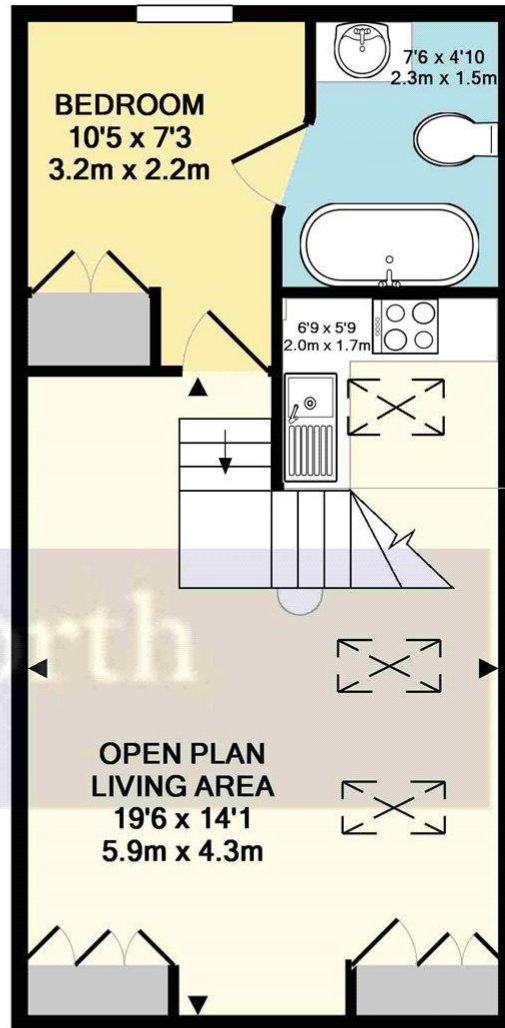 BEDROOM
10'5 x 7'3
3.2m x 2.2m
7'6 x 4'10
2.3m x 1.5m
6'9 x 5'9
2.0m x 1.7m
orth
OPEN PLAN
LIVING AREA
19'6 x 14'1
5.9m x 4.3m